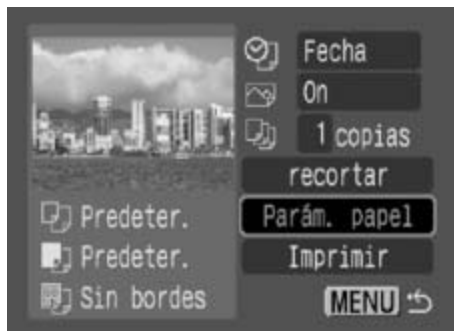 Fecha
On
1 copias
recortar
Parám. papel
Imprimir
Predeter.
Predeter.
Sin bordes
MENU